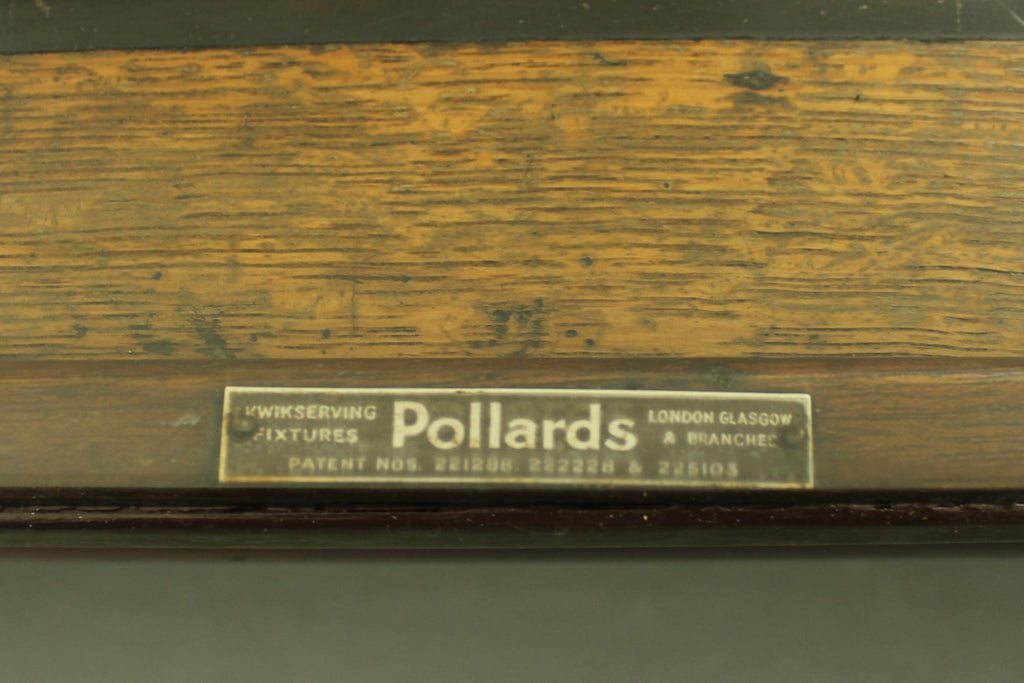 KWIKSERVING FIXTURES
Pollards
LONDON GLASGOW & BRANCHES
PATENT NOS. 221288. 222228 & 225103